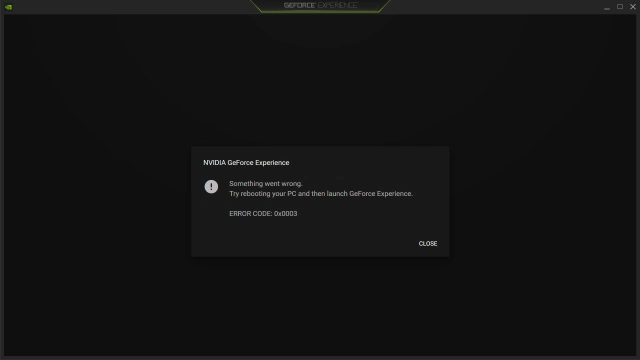 GEFORCE EXPERIENCE
NVIDIA GeForce Experience
Something went wrong.
Try rebooting your PC and then launch GeForce Experience.
ERROR CODE: 0x0003
CLOSE